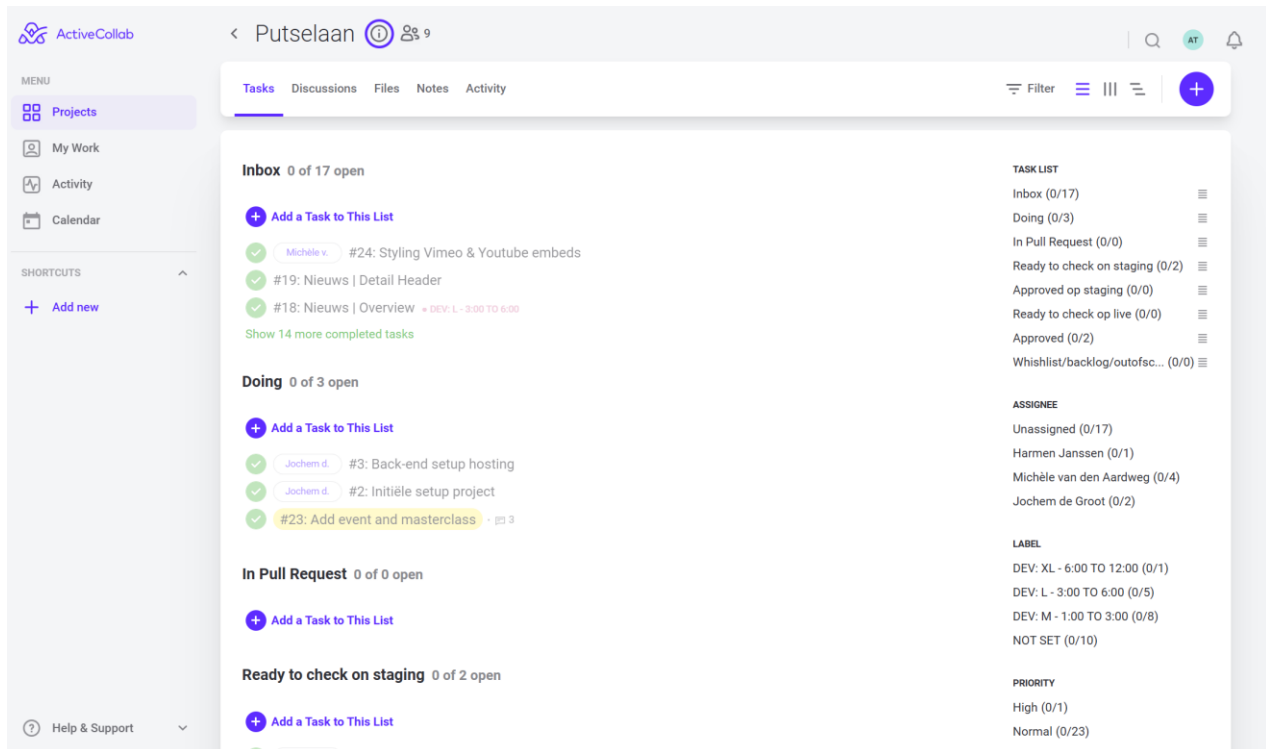 ActiveCollab
MENU
Projects
My Work
Activity
Calendar
SHORTCUTS
Add new
Help & Support
Putselaan 9
AT
Tasks Discussions Files Notes Activity
Filter
Inbox 0 of 17 open
Add a Task to This List
Michèle v. #24: Styling Vimeo & Youtube embeds
#19: Nieuws | Detail Header
#18: Nieuws | Overview • DEV: L - 3:00 TO 6:00
Show 14 more completed tasks
Doing 0 of 3 open
Add a Task to This List
Jochem d. #3: Back-end setup hosting
Jochem d. #2: Initiële setup project
#23: Add event and masterclass · 3
In Pull Request 0 of 0 open
Add a Task to This List
Ready to check on staging 0 of 2 open
Add a Task to This List
TASK LIST
Inbox (0/17)
Doing (0/3)
In Pull Request (0/0)
Ready to check on staging (0/2)
Approved op staging (0/0)
Ready to check op live (0/0)
Approved (0/2)
Whishlist/backlog/outofsc... (0/0)
ASSIGNEE
Unassigned (0/17)
Harmen Janssen (0/1)
Michèle van den Aardweg (0/4)
Jochem de Groot (0/2)
LABEL
DEV: XL - 6:00 TO 12:00 (0/1)
DEV: L - 3:00 TO 6:00 (0/5)
DEV: M - 1:00 TO 3:00 (0/8)
NOT SET (0/10)
PRIORITY
High (0/1)
Normal (0/23)